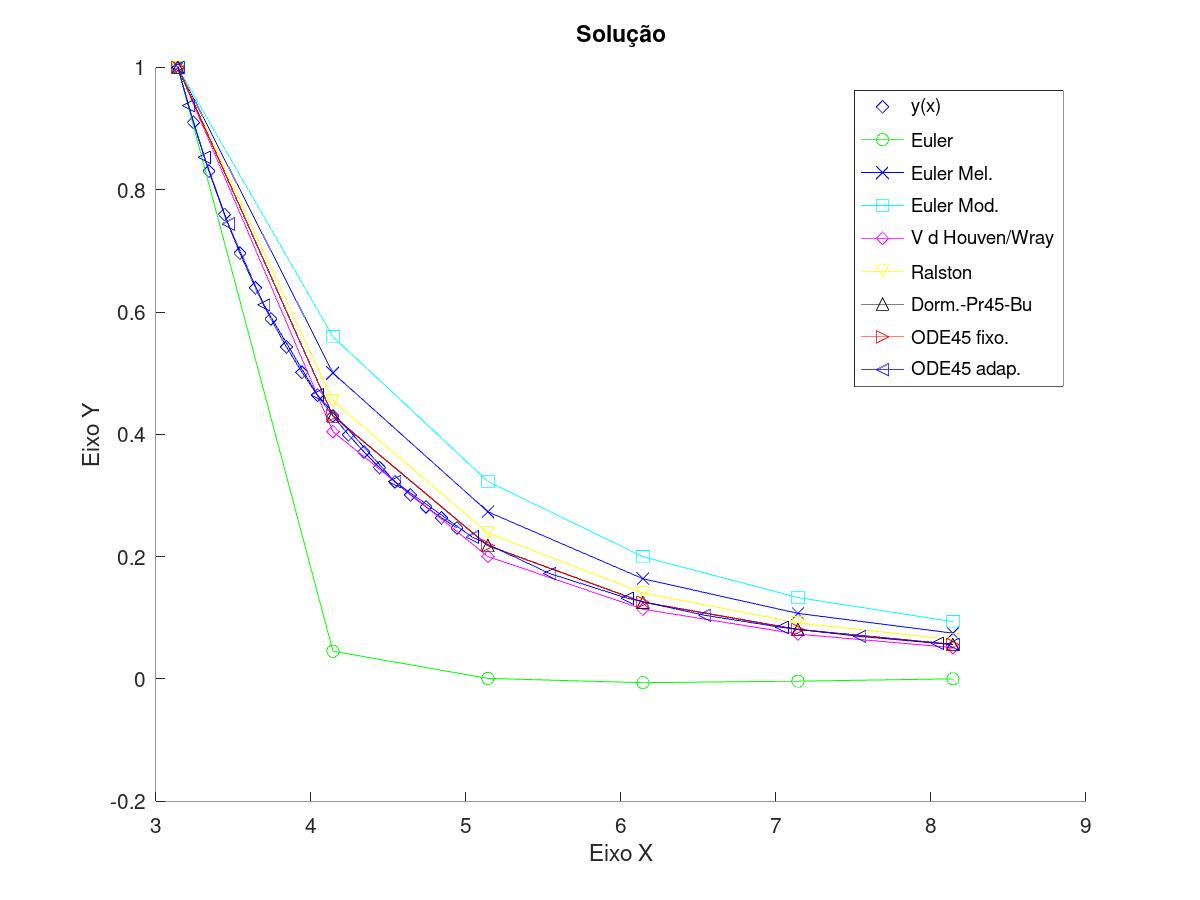 Solução
1
0.8
0.6
0.4
0.2
0
-0.2
Eixo Y
y(x)
Euler
Euler Mel.
Euler Mod.
V d Houven/Wray
Ralston
Dorm.-Pr45-Bu
ODE45 fixo.
ODE45 adap.
3 4 5 6 7 8 9
Eixo X